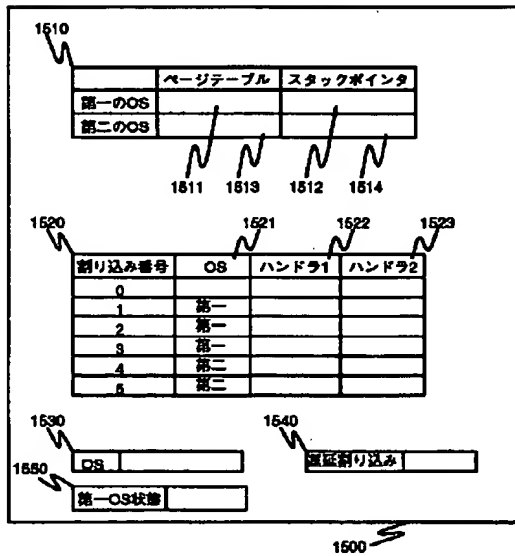 1510
ページテーブル スタックポインタ
第一のOS
第二のOS
1511 1513 1512 1514
1520 1521 1522 1523
割り込み番号 OS ハンドラ1 ハンドラ2
0
1 第一
2 第一
3 第一
4 第二
5 第二
1530 1540
OS 遅延割り込み
1550
第一OS状態
1500